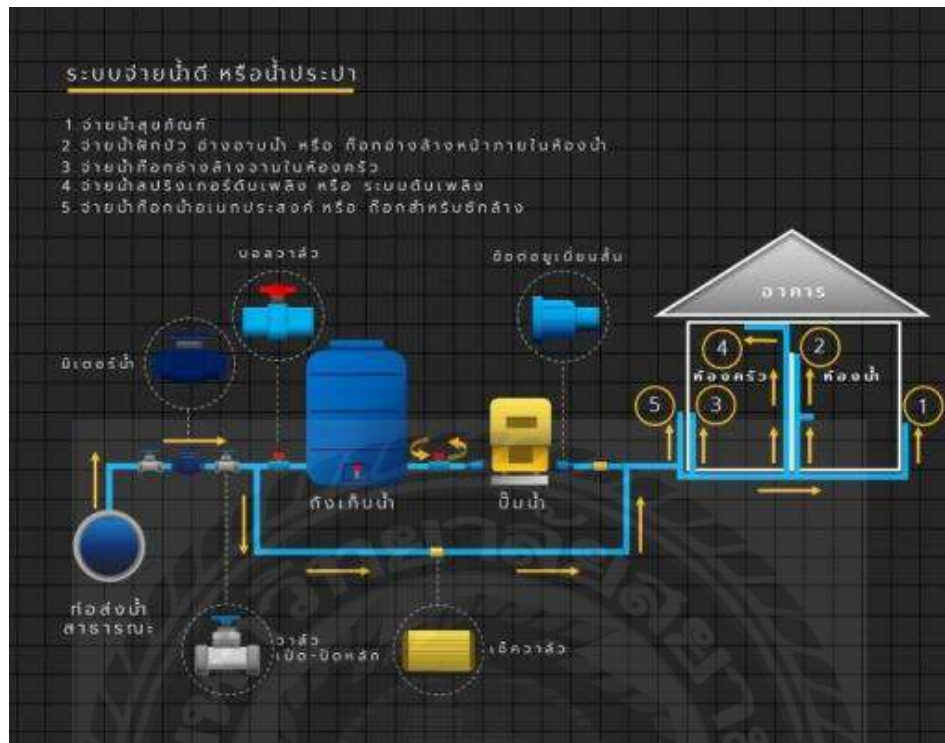 ระบบจ่ายน้ำดี หรือน้ำประปา
1 จ่ายน้ำสุขภัณฑ์
2 จ่ายน้ำฝักบัว อ่างอาบน้ำ หรือ ก๊อกอ่างล้างหน้าภายในห้องน้ำ
3 จ่ายน้ำก๊อกอ่างล้างจานในห้องครัว
4 จ่ายน้ำสปริงเกอร์ดับเพลิง หรือ ระบบดับเพลิง
5 จ่ายน้ำก๊อกน้ำอเนกประสงค์ หรือ ก๊อกสำหรับซักล้าง
บอลวาล์ว
ข้อต่อยูเนี่ยนสั้น
อาคาร
มิเตอร์น้ำ
4
2
ห้องครัว
ห้องน้ำ
5
3
1
ถังเก็บน้ำ
ปั๊มน้ำ
ท่อส่งน้ำ
สาธารณะ
วาล์ว
เปิด-ปิดหลัก
เช็ควาล์ว